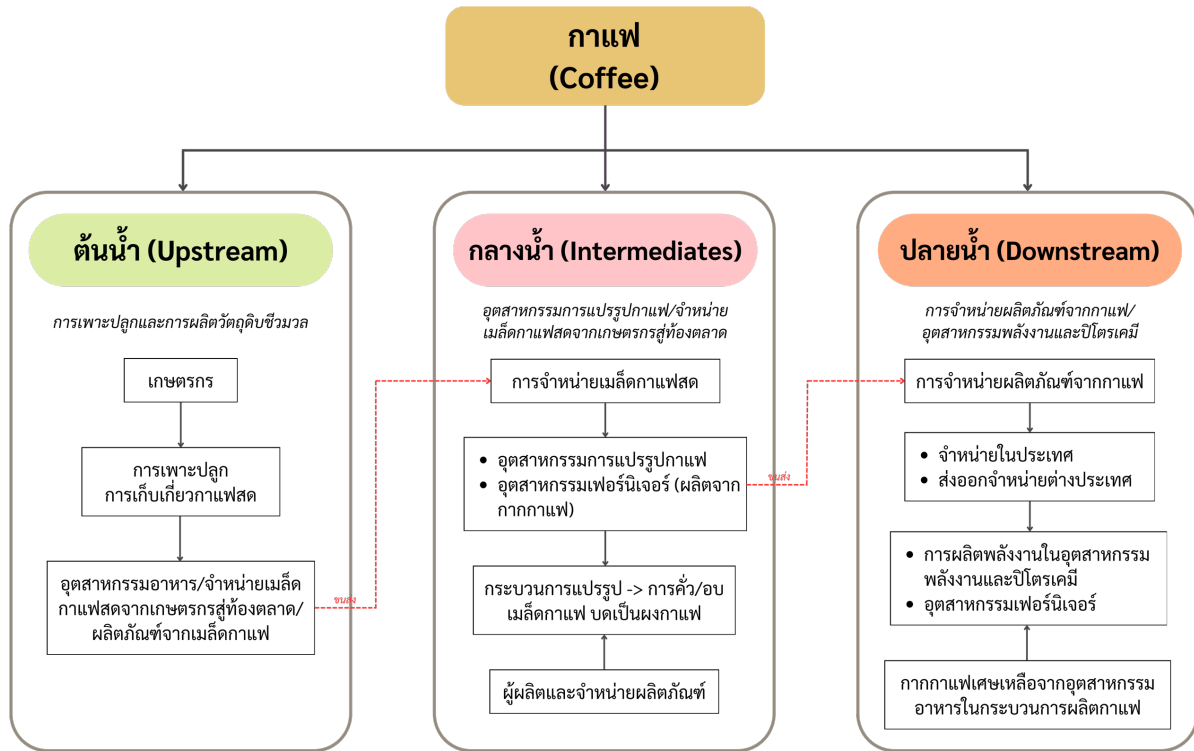 กาแฟ
(Coffee)
ต้นน้ำ (Upstream)
การเพาะปลูกและการผลิตวัตถุดิบชีวมวล
เกษตรกร
การเพาะปลูก
การเก็บเกี่ยวกาแฟสด
อุตสาหกรรมอาหาร/จำหน่ายเมล็ด
กาแฟสดจากเกษตรกรสู่ท้องตลาด/
ผลิตภัณฑ์จากเมล็ดกาแฟ
ขนส่ง
กลางน้ำ (Intermediates)
อุตสาหกรรมการแปรรูปกาแฟ/จำหน่าย
เมล็ดกาแฟสดจากเกษตรกรสู่ท้องตลาด
การจำหน่ายเมล็ดกาแฟสด
• อุตสาหกรรมการแปรรูปกาแฟ
• อุตสาหกรรมเฟอร์นิเจอร์ (ผลิตจาก
กากกาแฟ)
ขนส่ง
กระบวนการแปรรูป -> การคั่ว/อบ
เมล็ดกาแฟ บดเป็นผงกาแฟ
ผู้ผลิตและจำหน่ายผลิตภัณฑ์
ปลายน้ำ (Downstream)
การจำหน่ายผลิตภัณฑ์จากกาแฟ/
อุตสาหกรรมพลังงานและปิโตรเคมี
การจำหน่ายผลิตภัณฑ์จากกาแฟ
• จำหน่ายในประเทศ
• ส่งออกจำหน่ายต่างประเทศ
• การผลิตพลังงานในอุตสาหกรรม
พลังงานและปิโตรเคมี
• อุตสาหกรรมเฟอร์นิเจอร์
กากกาแฟเศษเหลือจากอุตสาหกรรม
อาหารในกระบวนการผลิตกาแฟ